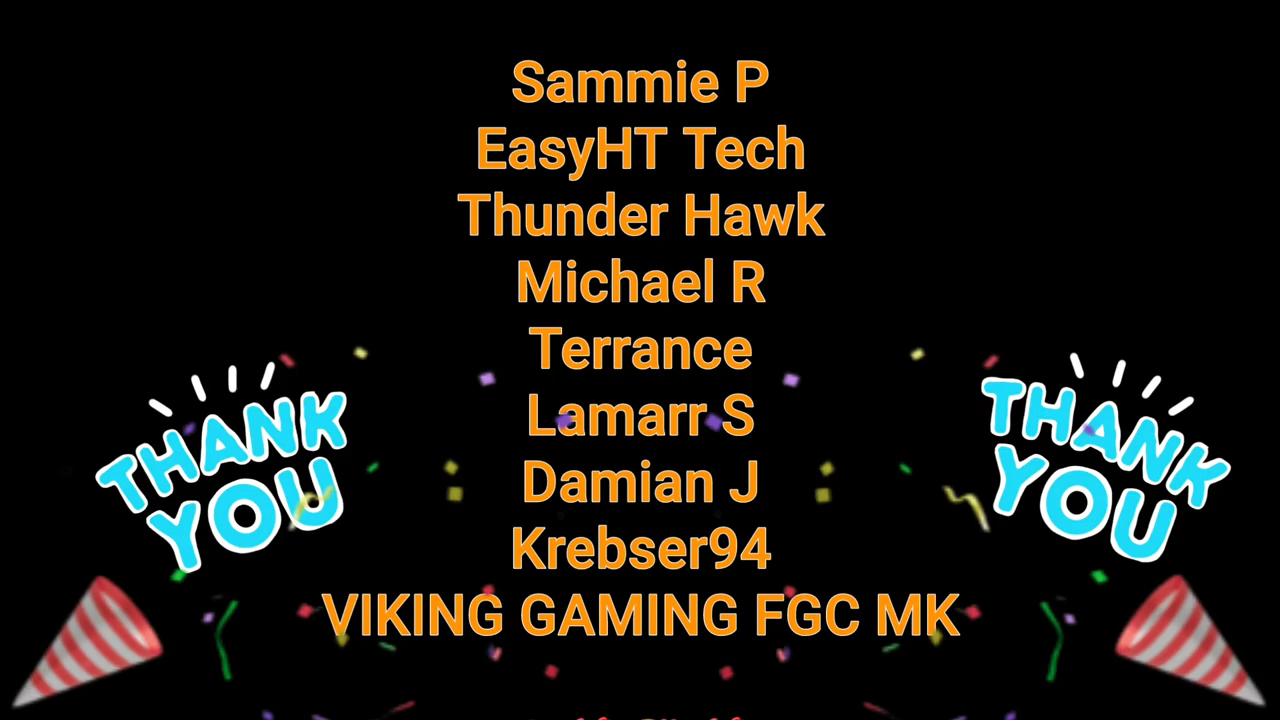 Sammie P
EasyHT Tech
Thunder Hawk
Michael R
Terrance
Lamarr S
Damian J
Krebser94
VIKING GAMING FGC MK
THANK
YOU
THANK
YOU